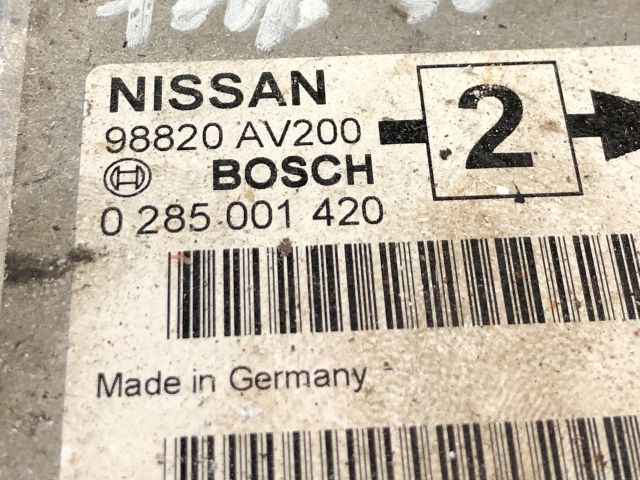 NISSAN
98820 AV200
2
BOSCH
0 285 001 420
Made in Germany